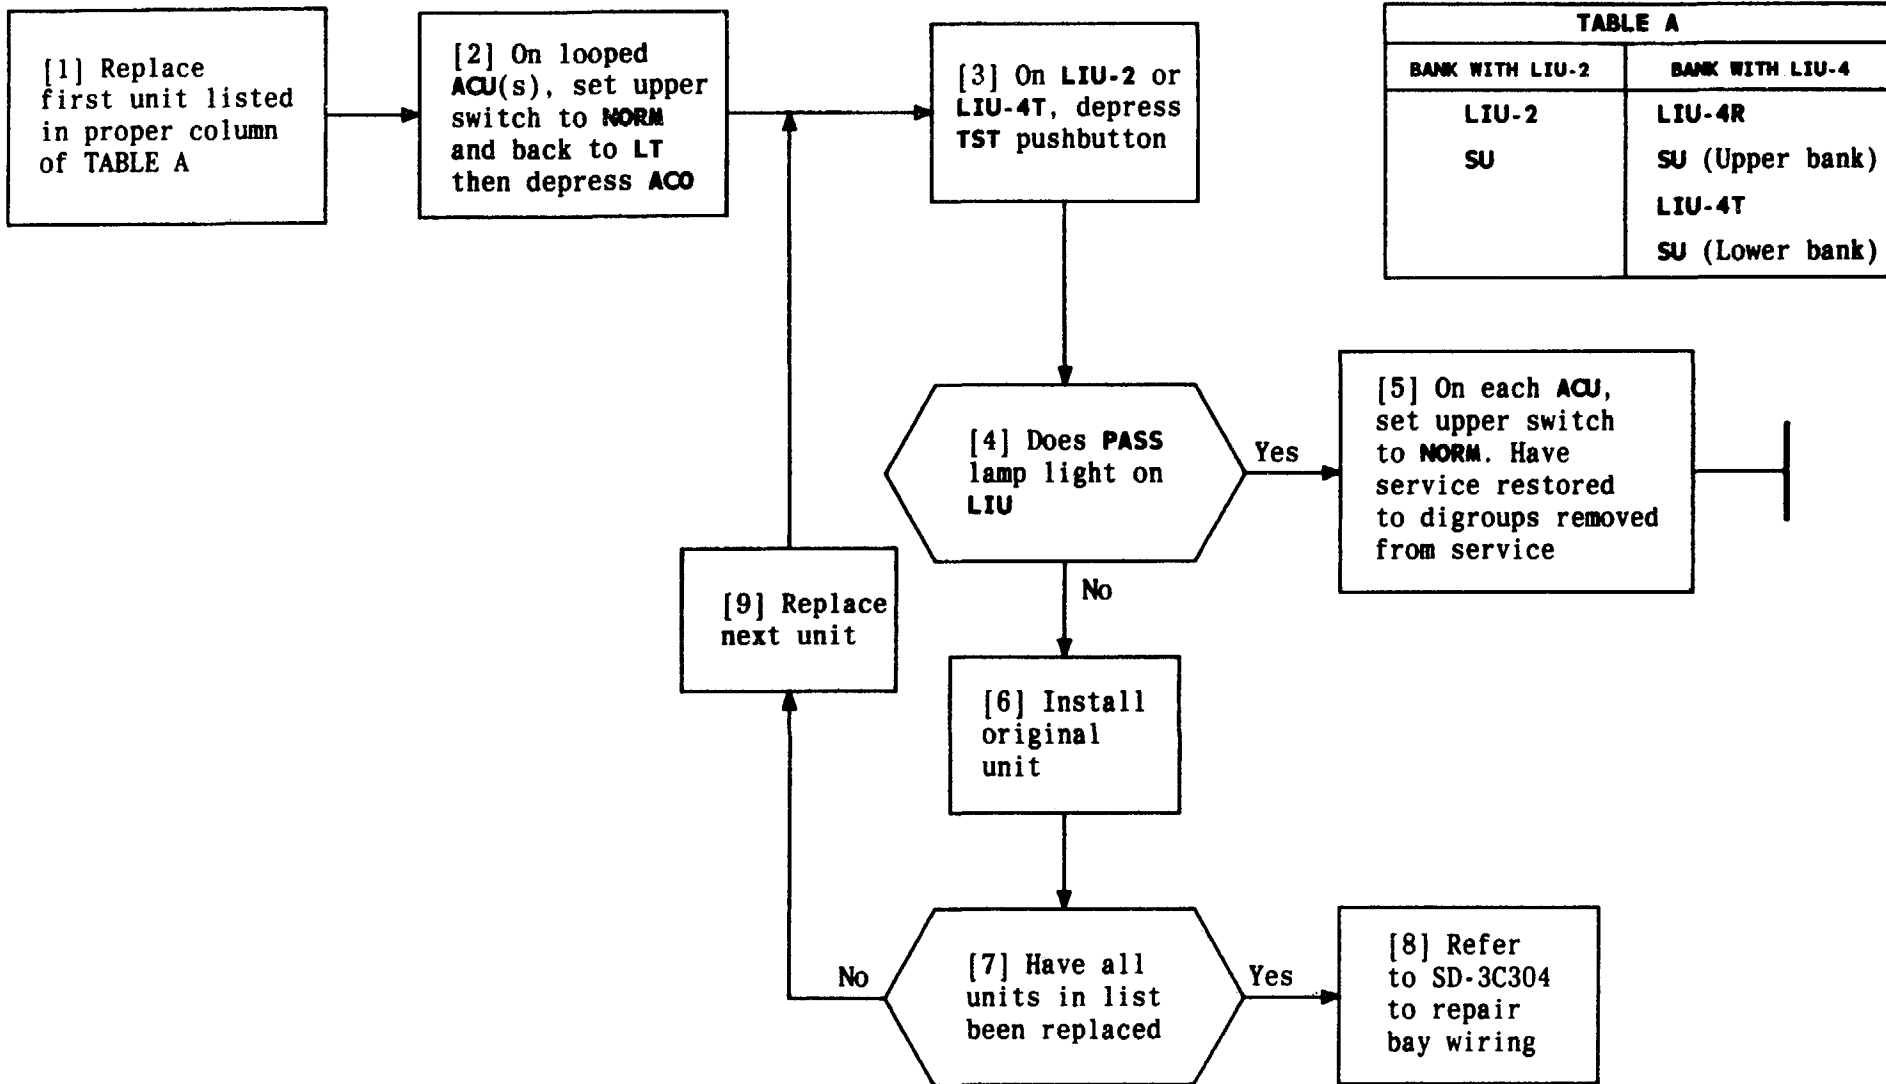 [1] Replace
first unit listed
in proper column
of TABLE A
[2] On looped
ACU(s), set upper
switch to NORM
and back to LT
then depress ACO
[3] On LIU-2 or
LIU-4T, depress
TST pushbutton
TABLE A
BANK WITH LIU-2 BANK WITH LIU-4
LIU-2 LIU-4R
SU SU (Upper bank)
LIU-4T
SU (Lower bank)
[4] Does PASS
lamp light on
LIU
Yes
[5] On each ACU,
set upper switch
to NORM. Have
service restored
to digroups removed
from service
No
[9] Replace
next unit
[6] Install
original
unit
[7] Have all
units in list
been replaced
No
Yes
[8] Refer
to SD-3C304
to repair
bay wiring